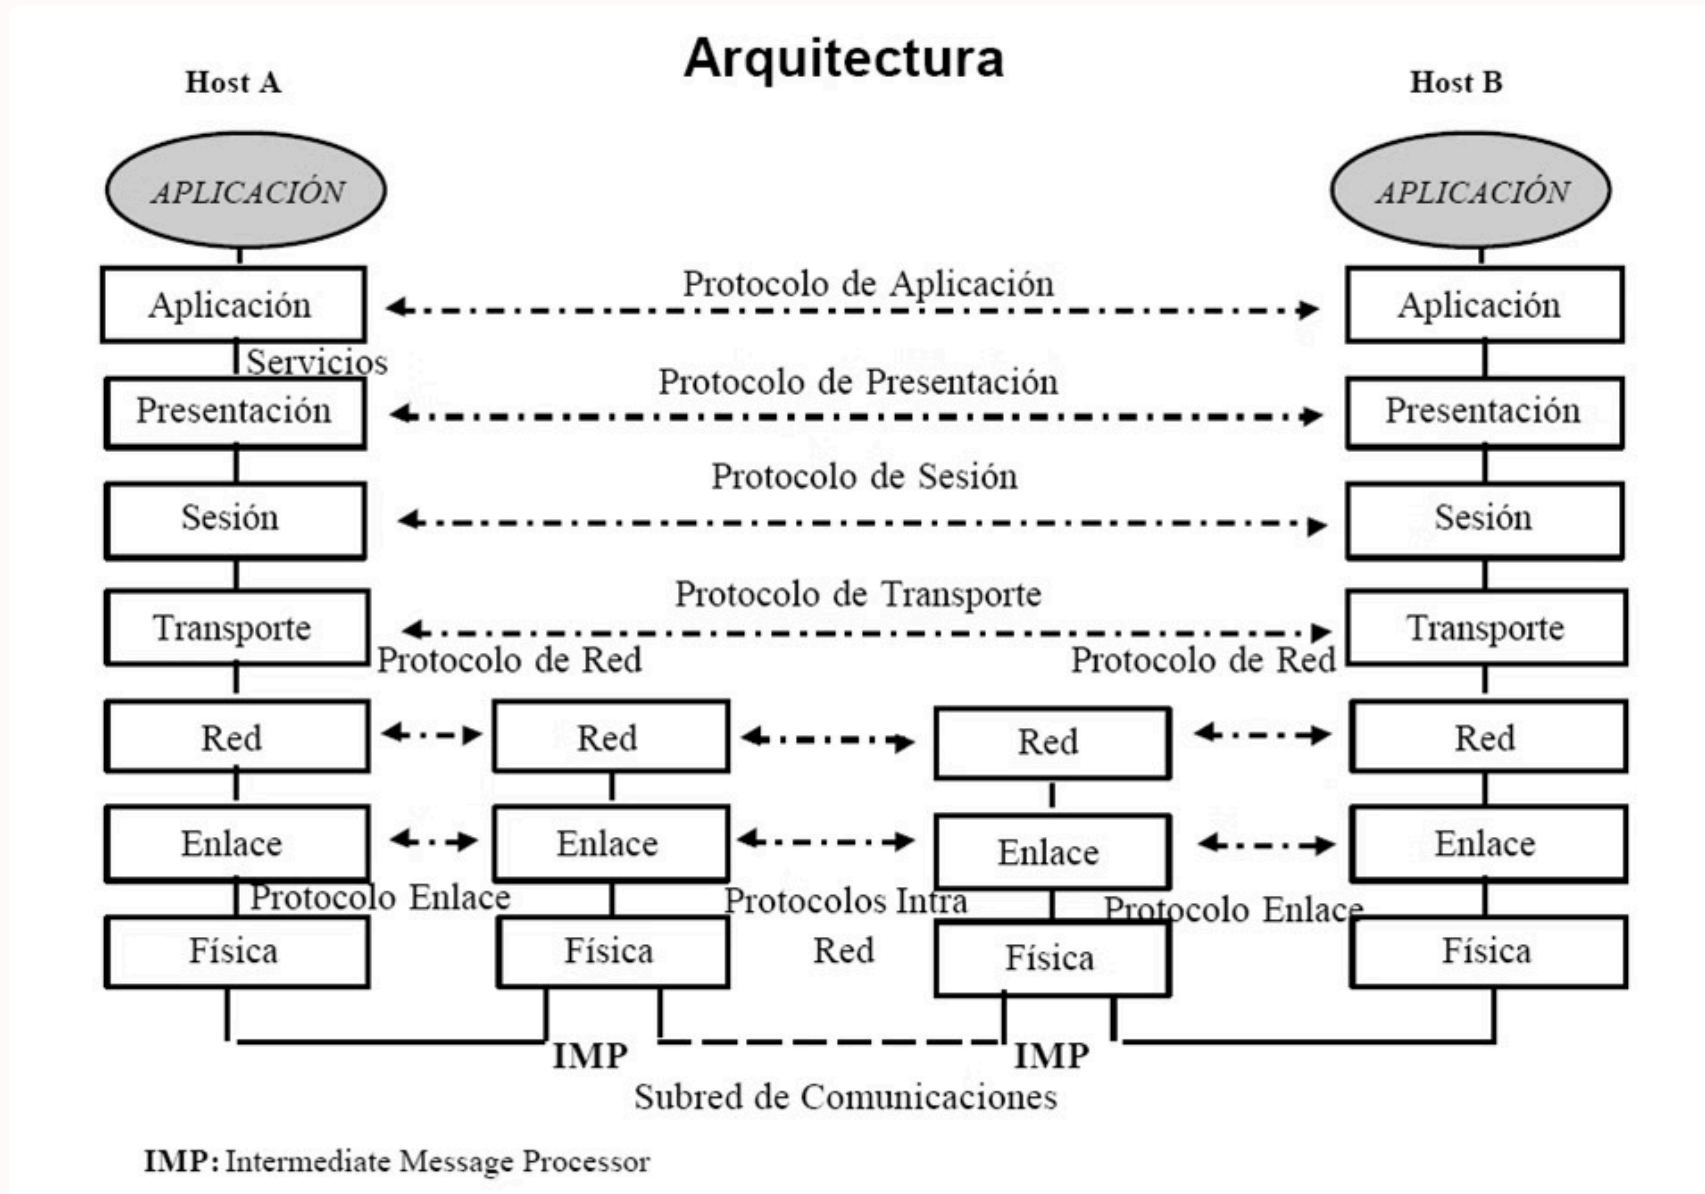 Arquitectura
Host A
Host B
APLICACIÓN
APLICACIÓN
Aplicación
Protocolo de Aplicación
Aplicación
Servicios
Presentación
Protocolo de Presentación
Presentación
Sesión
Protocolo de Sesión
Sesión
Transporte
Protocolo de Transporte
Transporte
Protocolo de Red
Protocolo de Red
Red
Red
Red
Red
Enlace
Enlace
Enlace
Enlace
Protocolo Enlace
Protocolos Intra
Red
Protocolo Enlace
Física
Física
Física
Física
IMP
IMP
Subred de Comunicaciones
IMP: Intermediate Message Processor